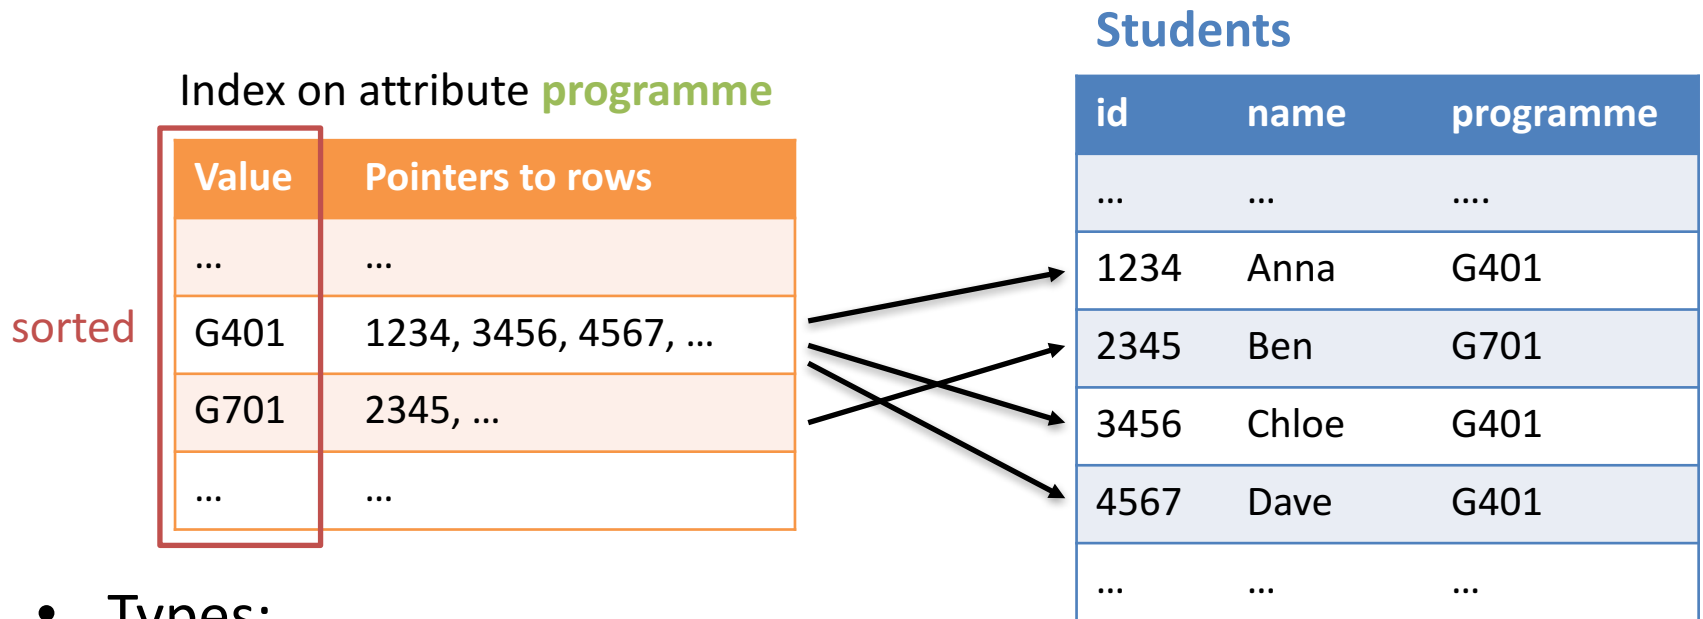 Students
Index on attribute programme
Value Pointers to rows
... ...
sorted
G401 1234, 3456, 4567, ...
G701 2345, ...
... ...
id name programme
... ... ....
1234 Anna G401
2345 Ben G701
3456 Chloe G401
4567 Dave G401
... ... ...
• Types: